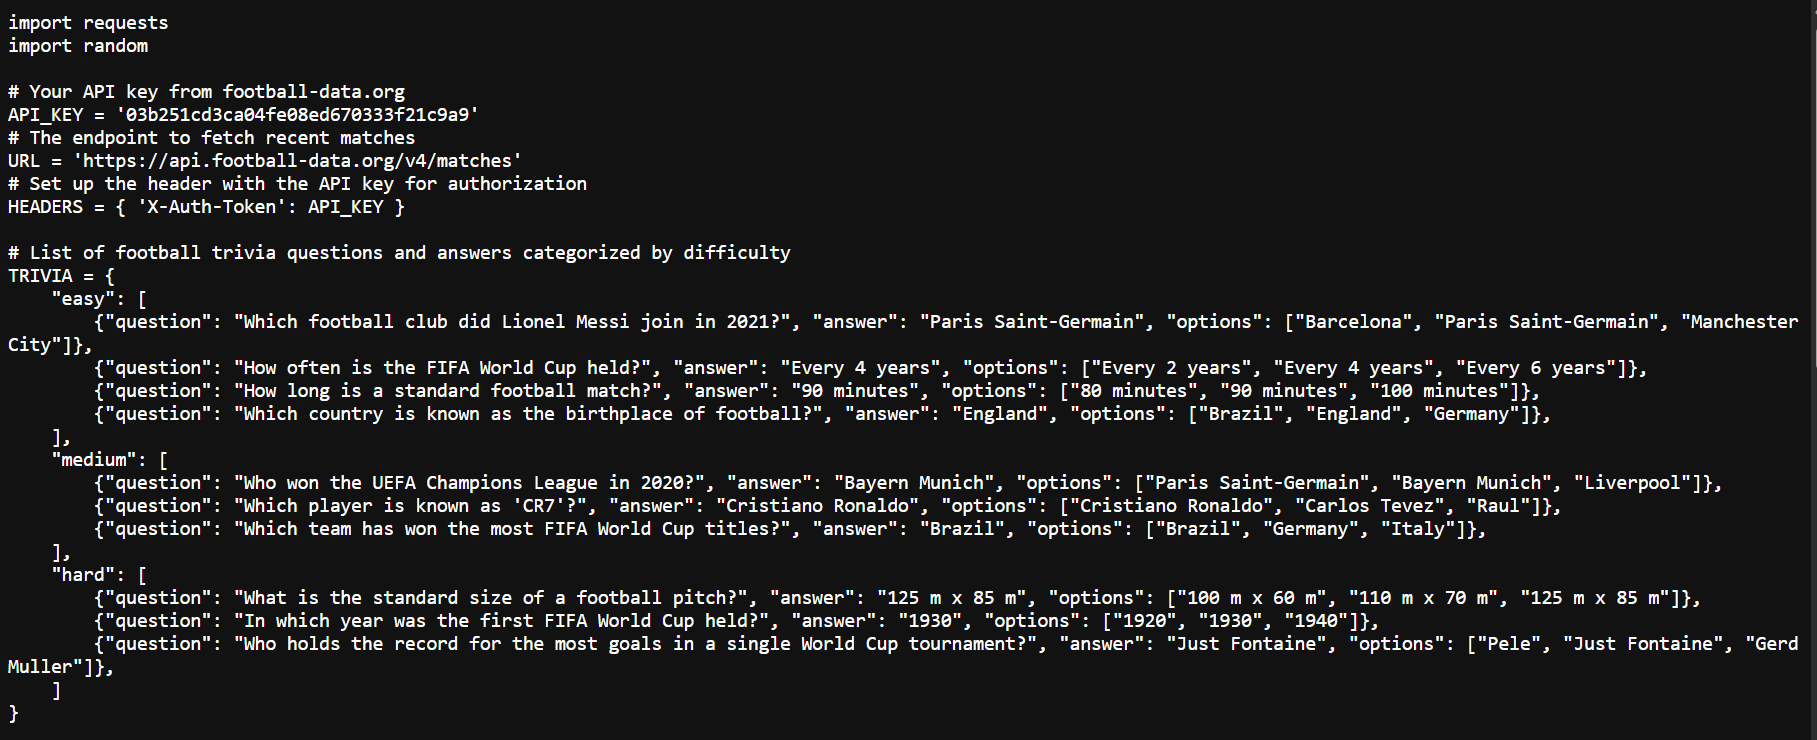 import requests
import random
# Your API key from football-data.org
API_KEY = '03b251cd3ca04fe08ed670333f21c9a9'
# The endpoint to fetch recent matches
URL = 'https://api.football-data.org/v4/matches'
# Set up the header with the API key for authorization
HEADERS = { 'X-Auth-Token': API_KEY }
# List of football trivia questions and answers categorized by difficulty
TRIVIA = {
    "easy": [
        {"question": "Which football club did Lionel Messi join in 2021?", "answer": "Paris Saint-Germain", "options": ["Barcelona", "Paris Saint-Germain", "Manchester
City"]},
        {"question": "How often is the FIFA World Cup held?", "answer": "Every 4 years", "options": ["Every 2 years", "Every 4 years", "Every 6 years"]},
        {"question": "How long is a standard football match?", "answer": "90 minutes", "options": ["80 minutes", "90 minutes", "100 minutes"]},
        {"question": "Which country is known as the birthplace of football?", "answer": "England", "options": ["Brazil", "England", "Germany"]},
    ],
    "medium": [
        {"question": "Who won the UEFA Champions League in 2020?", "answer": "Bayern Munich", "options": ["Paris Saint-Germain", "Bayern Munich", "Liverpool"]},
        {"question": "Which player is known as 'CR7'?", "answer": "Cristiano Ronaldo", "options": ["Cristiano Ronaldo", "Carlos Tevez", "Raul"]},
        {"question": "Which team has won the most FIFA World Cup titles?", "answer": "Brazil", "options": ["Brazil", "Germany", "Italy"]},
    ],
    "hard": [
        {"question": "What is the standard size of a football pitch?", "answer": "125 m x 85 m", "options": ["100 m x 60 m", "110 m x 70 m", "125 m x 85 m"]},
        {"question": "In which year was the first FIFA World Cup held?", "answer": "1930", "options": ["1920", "1930", "1940"]},
        {"question": "Who holds the record for the most goals in a single World Cup tournament?", "answer": "Just Fontaine", "options": ["Pele", "Just Fontaine", "Gerd
Muller"]},
    ]
}